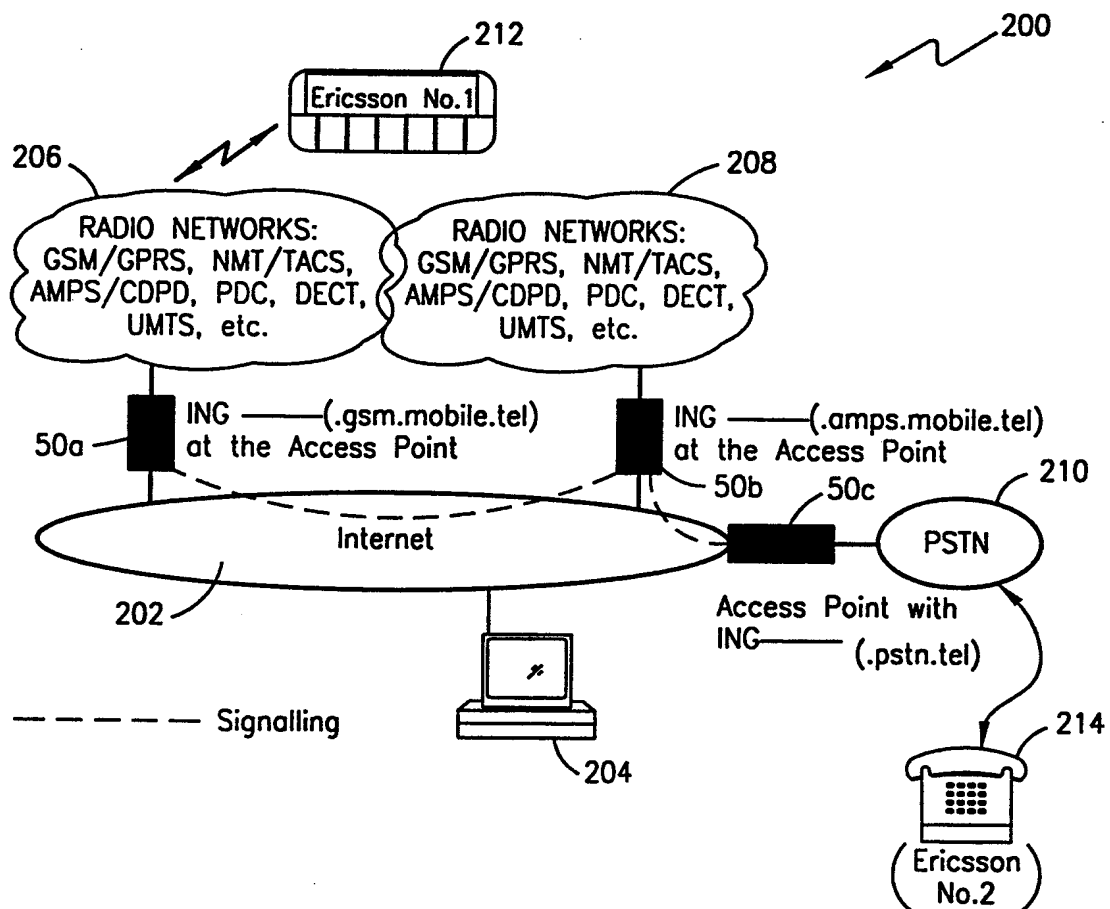 212
200
Ericsson No.1
206
208
RADIO NETWORKS:
GSM/GPRS, NMT/TACS,
AMPS/CDPD, PDC, DECT,
UMTS, etc.
RADIO NETWORKS:
GSM/GPRS, NMT/TACS,
AMPS/CDPD, PDC, DECT,
UMTS, etc.
50a
ING (.gsm.mobile.tel)
at the Access Point
ING (.amps.mobile.tel)
at the Access Point
50b
50c
210
Internet
PSTN
202
Access Point with
ING (.pstn.tel)
Signalling
204
214
(Ericsson
No.2)